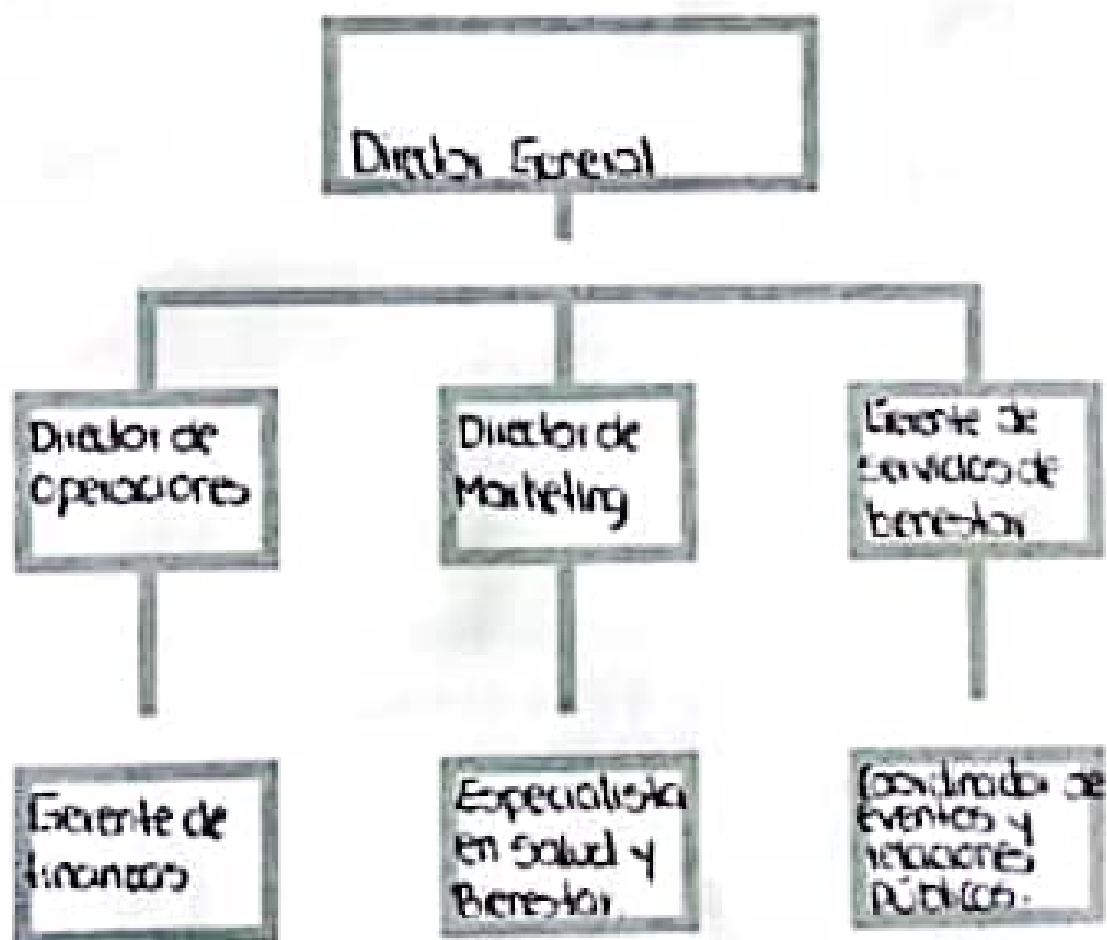 Director General
Director de
operaciones
Director de
Marketing
Gerente de
servicios de
bienestar
Gerente de
finanzas
Especialista
en salud y
Bienestar.
Coordinador de
eventos y
relaciones
públicas.